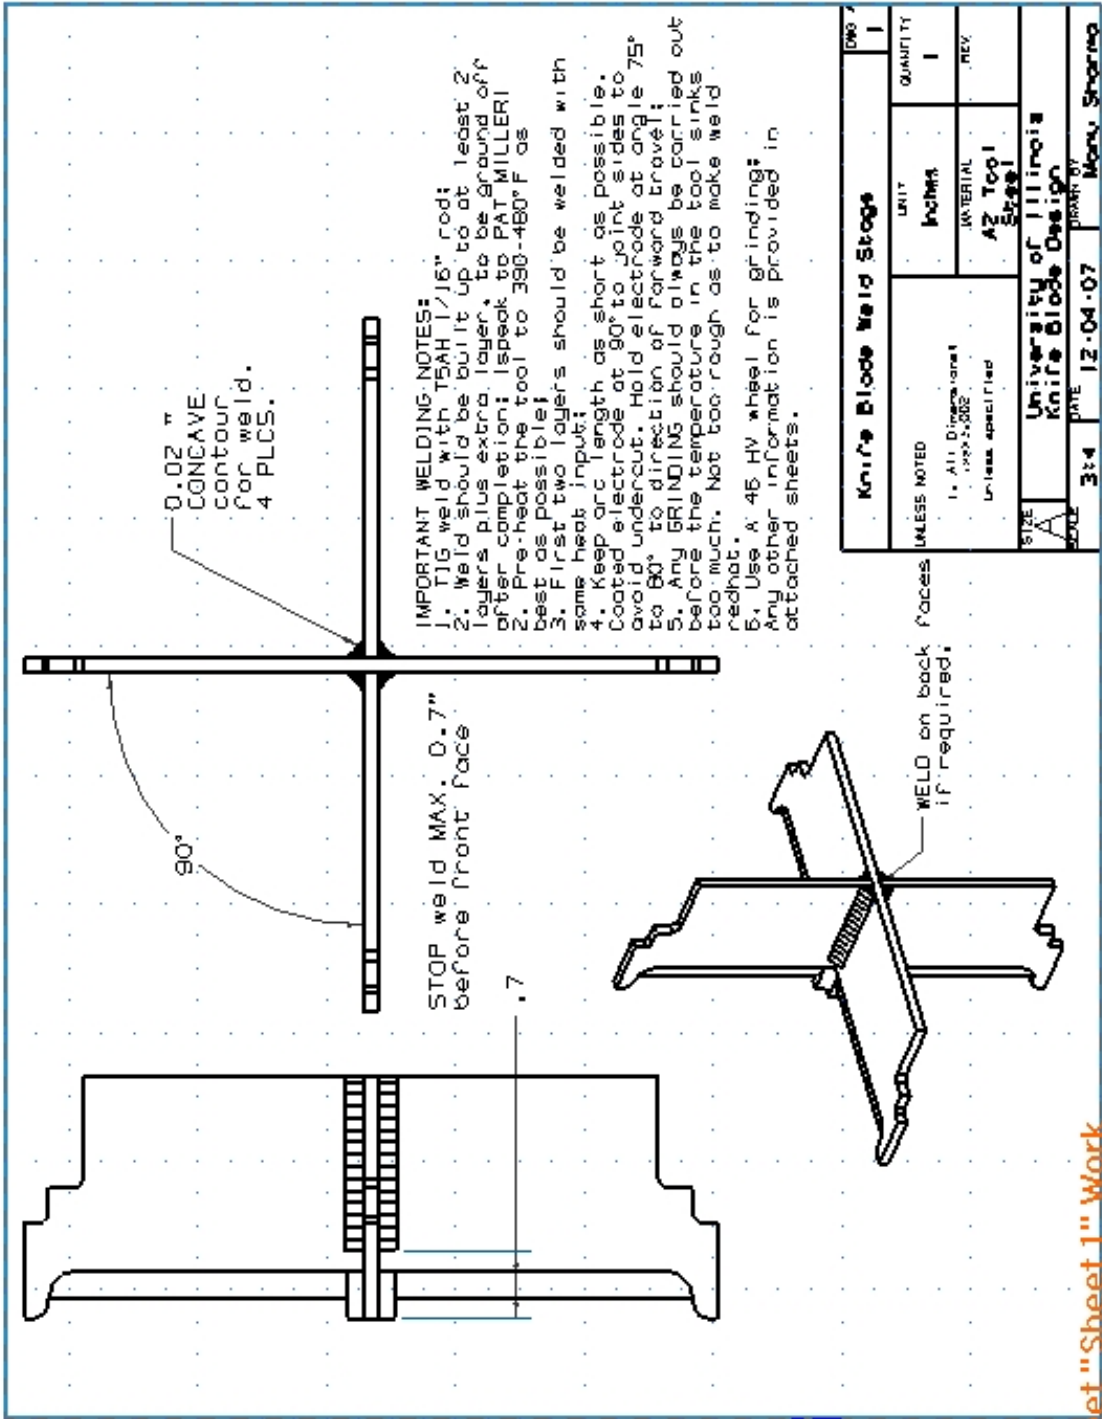 0.02 "
CONCAVE
contour
for weld.
4 PLCS.
90°
IMPORTANT WELDING NOTES:
1. TIG weld with T5AH 1/16" rod;
2. Weld should be built up to at least 2
layers plus extra layer, to be ground off
after completion; [speak to PAT MILLER]
2. Pre-heat the tool to 390-480°F as
best as possible;
3. First two layers should be welded with
same heat input;
4. Keep arc length as short as possible.
Coated electrode at 90° to joint sides to
avoid undercut. Hold electrode at angle 75°
to 80° to direction of forward travel;
5. Any GRINDING should always be carried out
before the temperature in the tool sinks
too much. Not too rough as to make weld
redhot.
6. Use A 46 HV wheel for grinding;
Any other information is provided in
attached sheets.
STOP weld MAX. 0.7"
before front face
.7
WELD on back faces
if required.
Knife Blade Weld Stage
DWG
1
UNLESS NOTED
1. All Dimensions
Unless specified
UNIT
Inches
QUANTITY
1
MATERIAL
A2 Tool
Steel
REV.
SIZE
A
University of Illinois
Knife Blade Design
SCALE
3:4
DATE
12-04-07
DRAWN BY
Manu Sharma
et "Sheet 1" Work